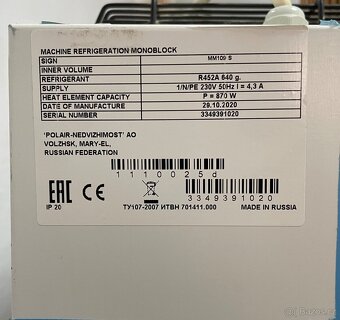 MACHINE REFRIGERATION MONOBLOCK
SIGN MM109 S
INNER VOLUME
REFRIGERANT R452A 640 g.
SUPPLY 1/N/PE 230V 50Hz I = 4,3 A
HEAT ELEMENT CAPACITY P = 870 W
DATE OF MANUFACTURE 29.10.2020
SERIAL NUMBER 3349391020
'POLAIR-NEDVIZHIMOST' AO
VOLZHSK, MARY-EL,
RUSSIAN FEDERATION
1110025d
EAC CE
3349391020
IP 20
ТУ107-2007 ИТВН 701411.000
MADE IN RUSSIA